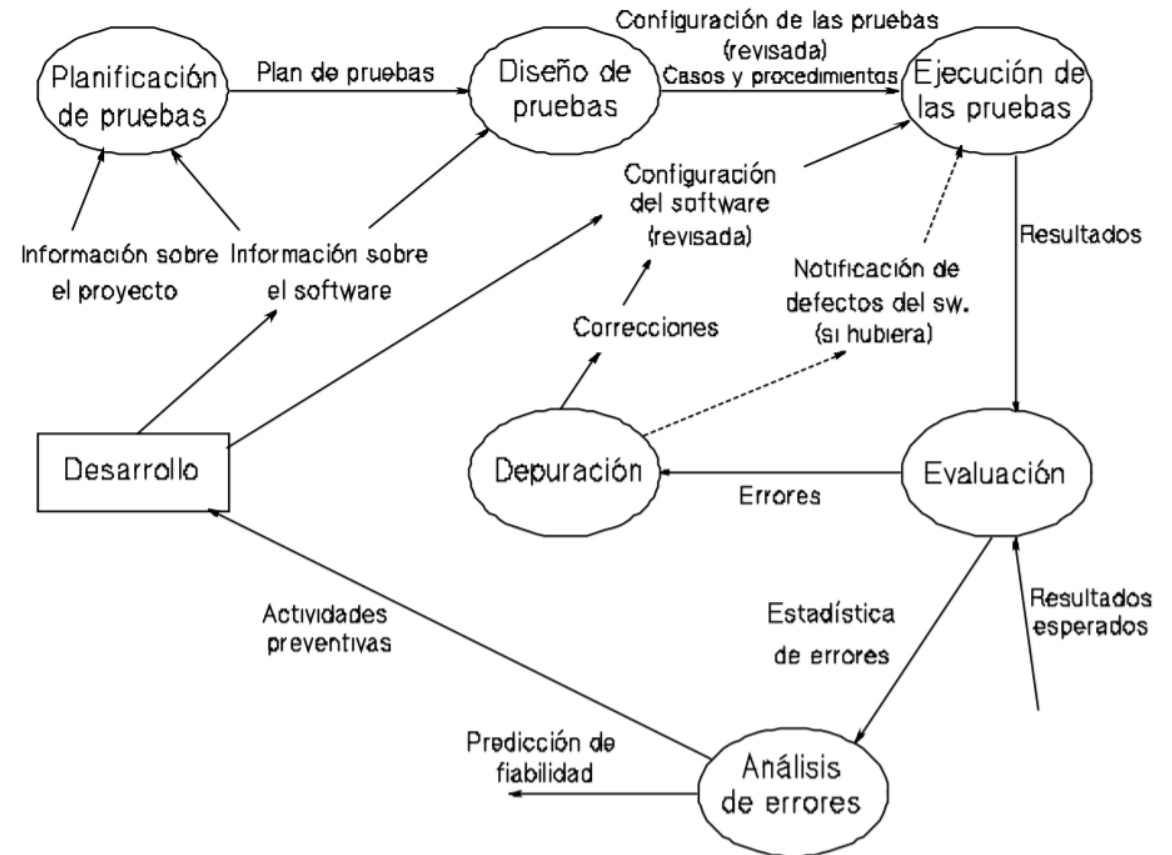 Configuración de las pruebas
(revisada)
Casos y procedimientos
Planificación
de pruebas
Plan de pruebas
Diseño de
pruebas
Ejecución de
las pruebas
Configuración
del software
(revisada)
Información sobre
el proyecto
Información sobre
el software
Resultados
Notificación de
defectos del sw.
(si hubiera)
Correcciones
Desarrollo
Depuración
Errores
Evaluación
Actividades
preventivas
Estadística
de errores
Resultados
esperados
Predicción de
fiabilidad
Análisis
de errores